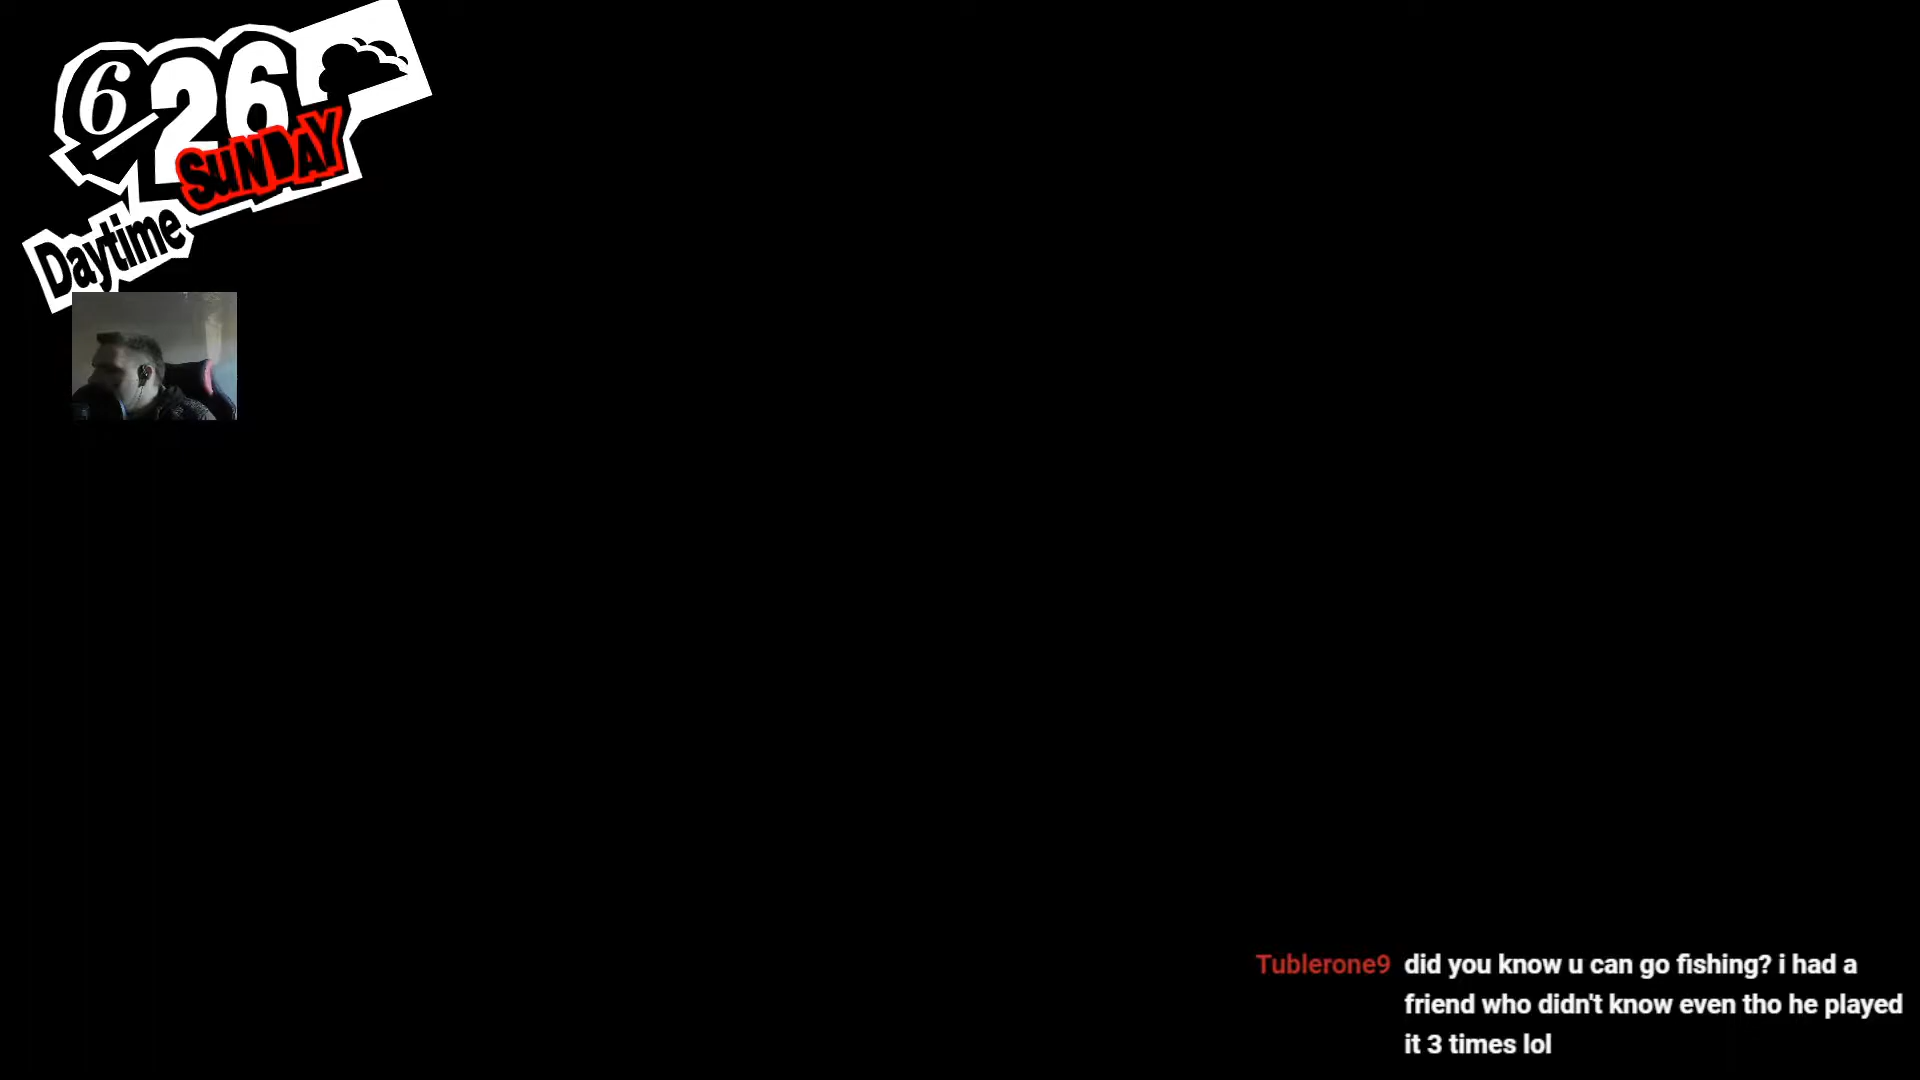 6/26
SUNDAY
Daytime
Tublerone9 did you know u can go fishing? i had a
friend who didn't know even tho he played
it 3 times lol